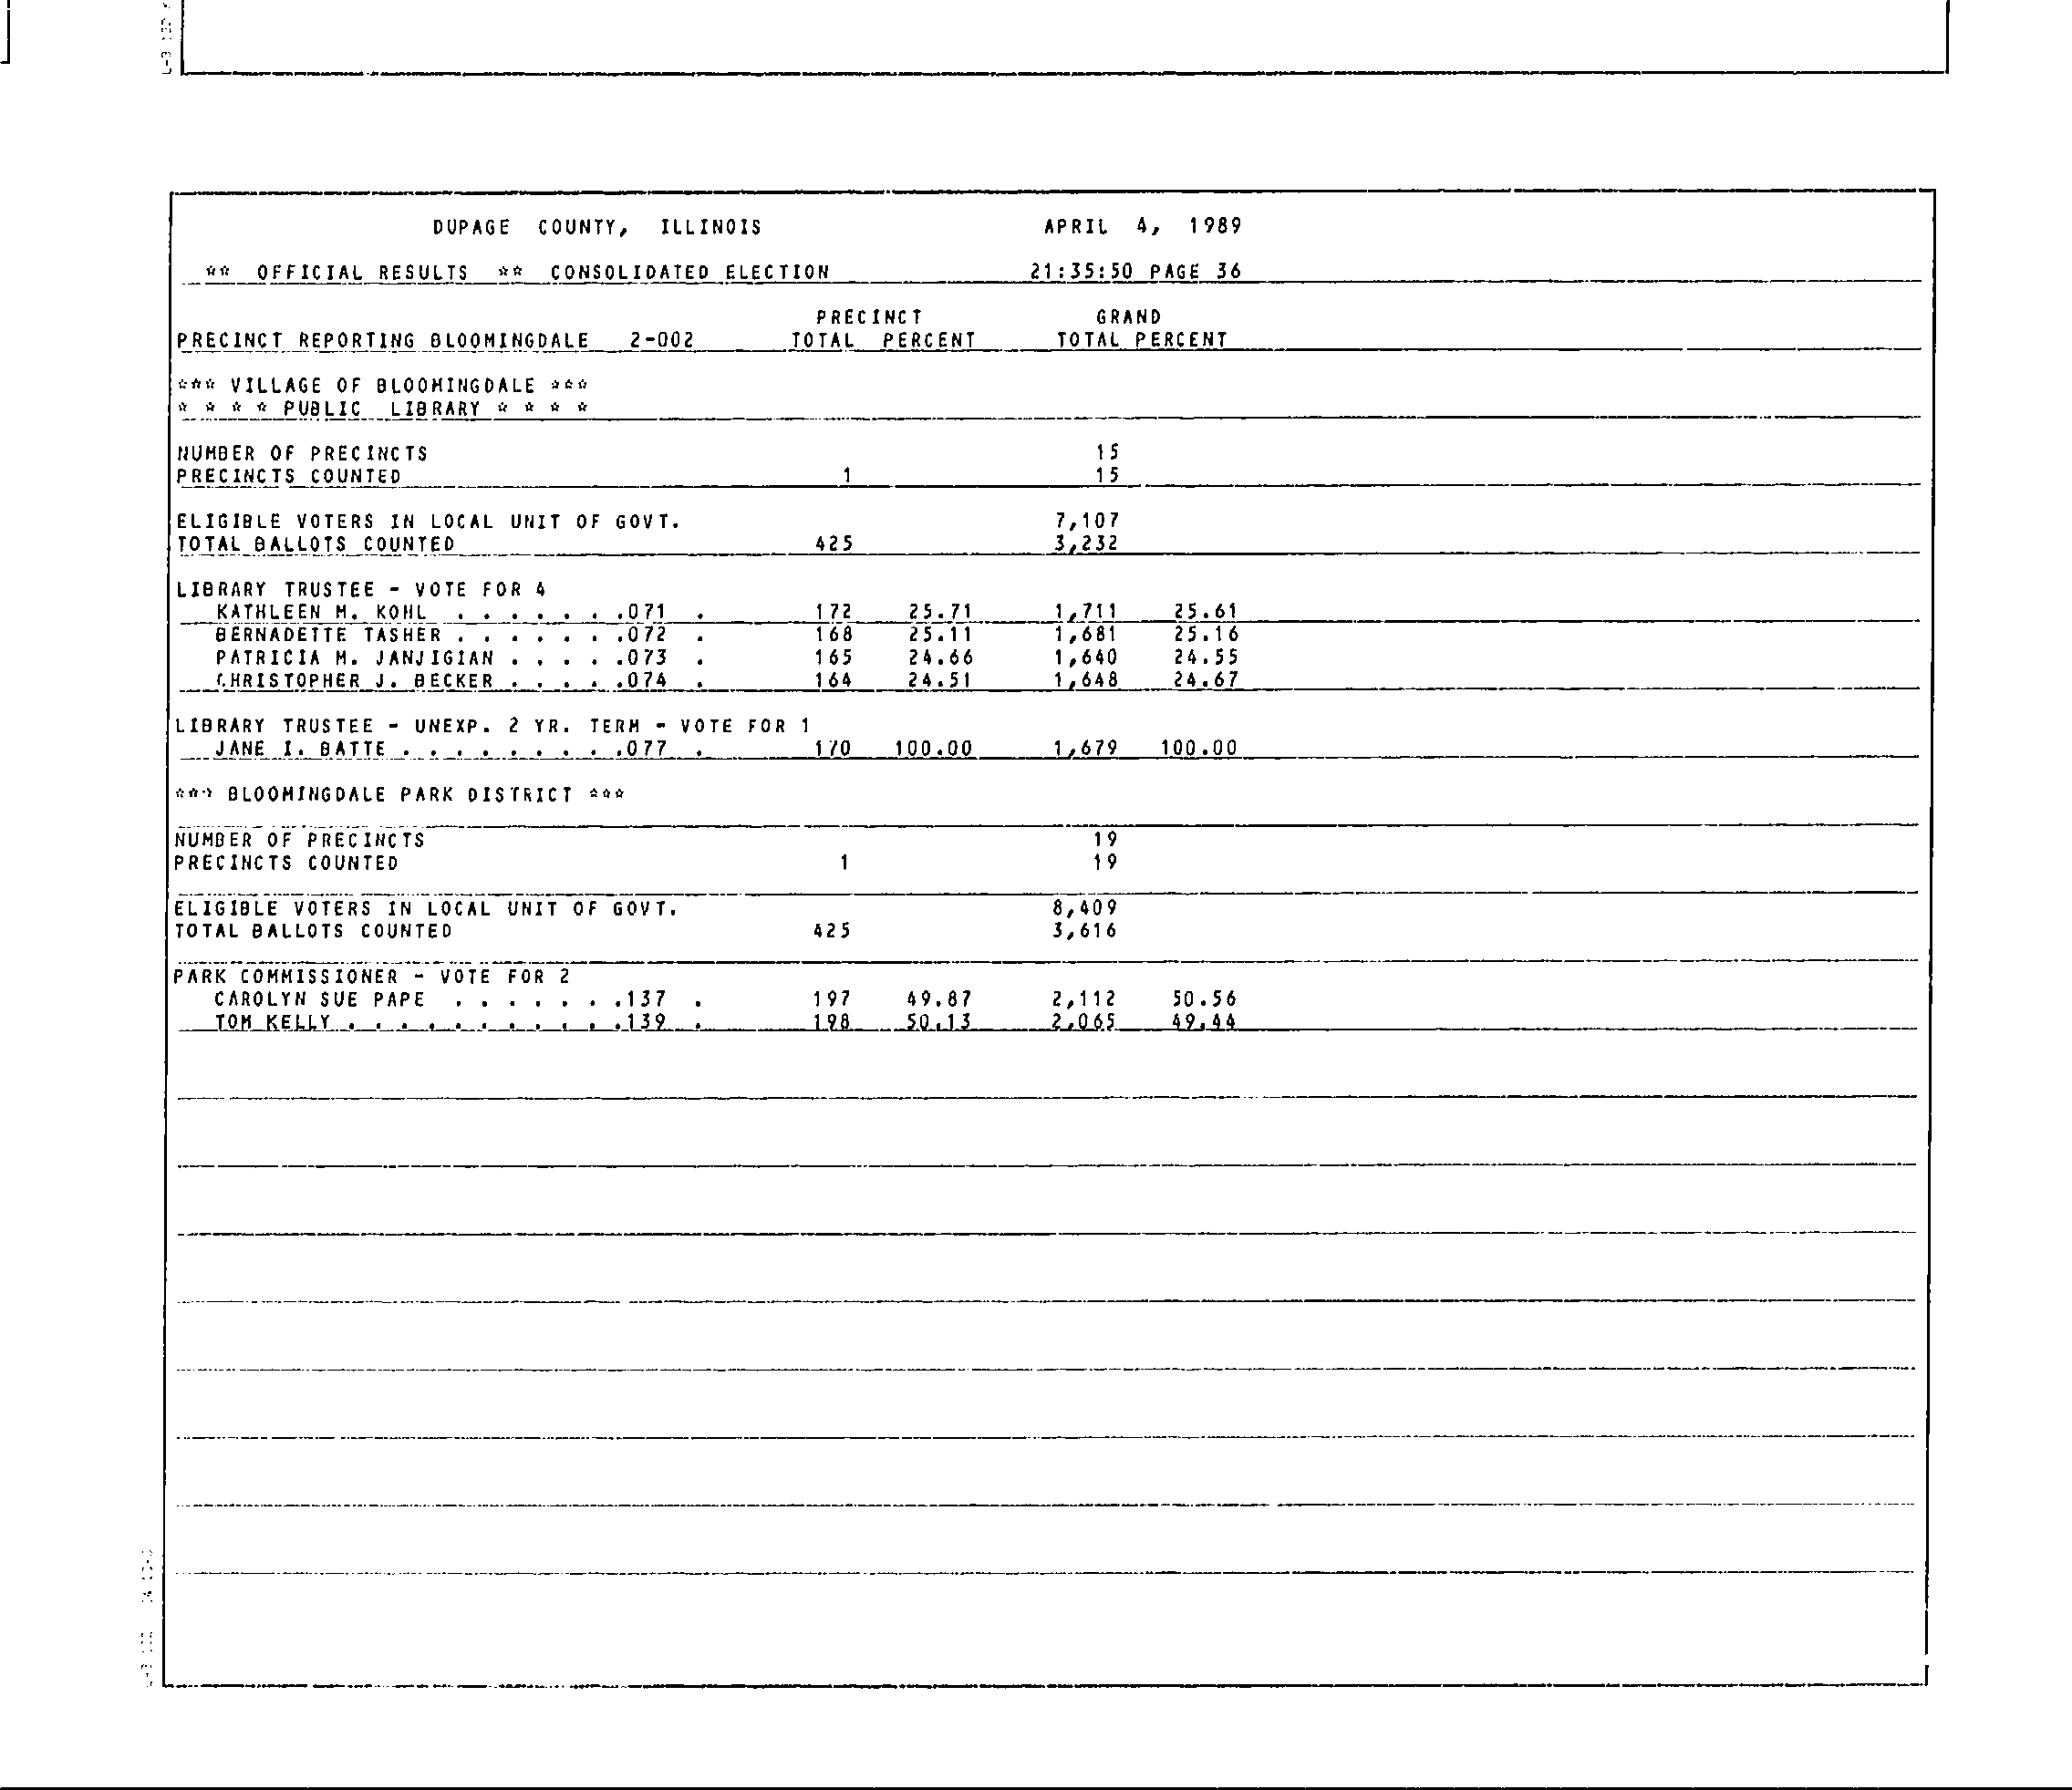 DUPAGE COUNTY, ILLINOIS APRIL 4, 1989
** OFFICIAL RESULTS ** CONSOLIDATED ELECTION 21:35:50 PAGE 36
PRECINCT GRAND
PRECINCT REPORTING BLOOMINGDALE 2-002 TOTAL PERCENT TOTAL PERCENT
*** VILLAGE OF BLOOMINGDALE ***
* * * * PUBLIC LIBRARY * * * *
NUMBER OF PRECINCTS 15
PRECINCTS COUNTED 1 15
ELIGIBLE VOTERS IN LOCAL UNIT OF GOVT. 7,107
TOTAL BALLOTS COUNTED 425 3,232
LIBRARY TRUSTEE - VOTE FOR 4
KATHLEEN M. KOHL . . . . . . .071 . 172 25.71 1,711 25.61
BERNADETTE TASHER . . . . . . .072 . 168 25.11 1,681 25.16
PATRICIA M. JANJIGIAN . . . . .073 . 165 24.66 1,640 24.55
CHRISTOPHER J. BECKER . . . . .074 . 164 24.51 1,648 24.67
LIBRARY TRUSTEE - UNEXP. 2 YR. TERM - VOTE FOR 1
JANE I. BATTE . . . . . . . . .077 . 170 100.00 1,679 100.00
*** BLOOMINGDALE PARK DISTRICT ***
NUMBER OF PRECINCTS 19
PRECINCTS COUNTED 1 19
ELIGIBLE VOTERS IN LOCAL UNIT OF GOVT. 8,409
TOTAL BALLOTS COUNTED 425 3,616
PARK COMMISSIONER - VOTE FOR 2
CAROLYN SUE PAPE . . . . . . .137 . 197 49.87 2,112 50.56
TOM KELLY . . . . . . . . . . .139 . 198 50.13 2,065 49.44